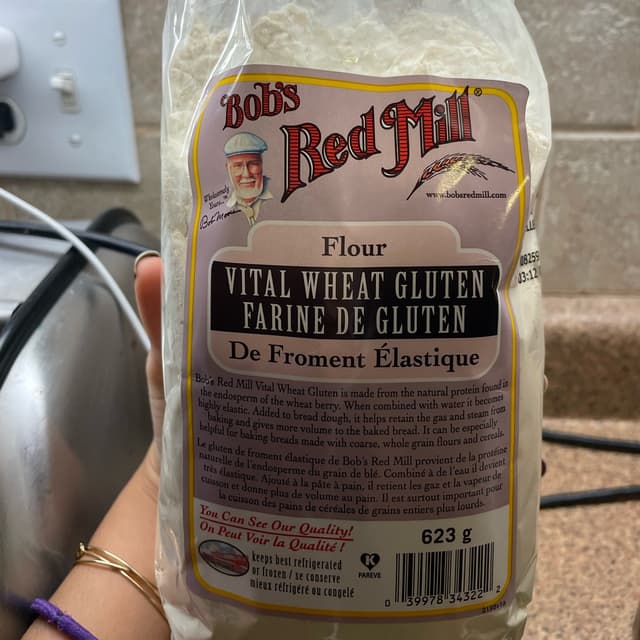 Bob's
Red Mill®
www.bobsredmill.com
Wholesomely
Yours...
Bob Moore
Flour
VITAL WHEAT GLUTEN
FARINE DE GLUTEN
De Froment Élastique
Bob's Red Mill Vital Wheat Gluten is made from the natural protein found in
the endosperm of the wheat berry. When combined with water it becomes
highly elastic. Added to bread dough, it helps retain the gas and steam from
baking and gives more volume to the baked bread. It can be especially
helpful for baking breads made with coarse, whole grain flours and cereals.
Le gluten de froment élastique de Bob's Red Mill provient de la protéine
naturelle de l'endosperme du grain de blé. Combiné à de l'eau il devient
très élastique. Ajouté à la pâte à pain, il retient les gaz et la vapeur de
cuisson et donne plus de volume au pain. Il est surtout important pour
la cuisson des pains de céréales de grains entiers plus lourds.
You Can See Our Quality!
On Peut Voir la Qualité !
keeps best refrigerated
or frozen / se conserve
mieux réfrigéré ou congelé
K
PAREVE
623 g
0 39978 34322 2